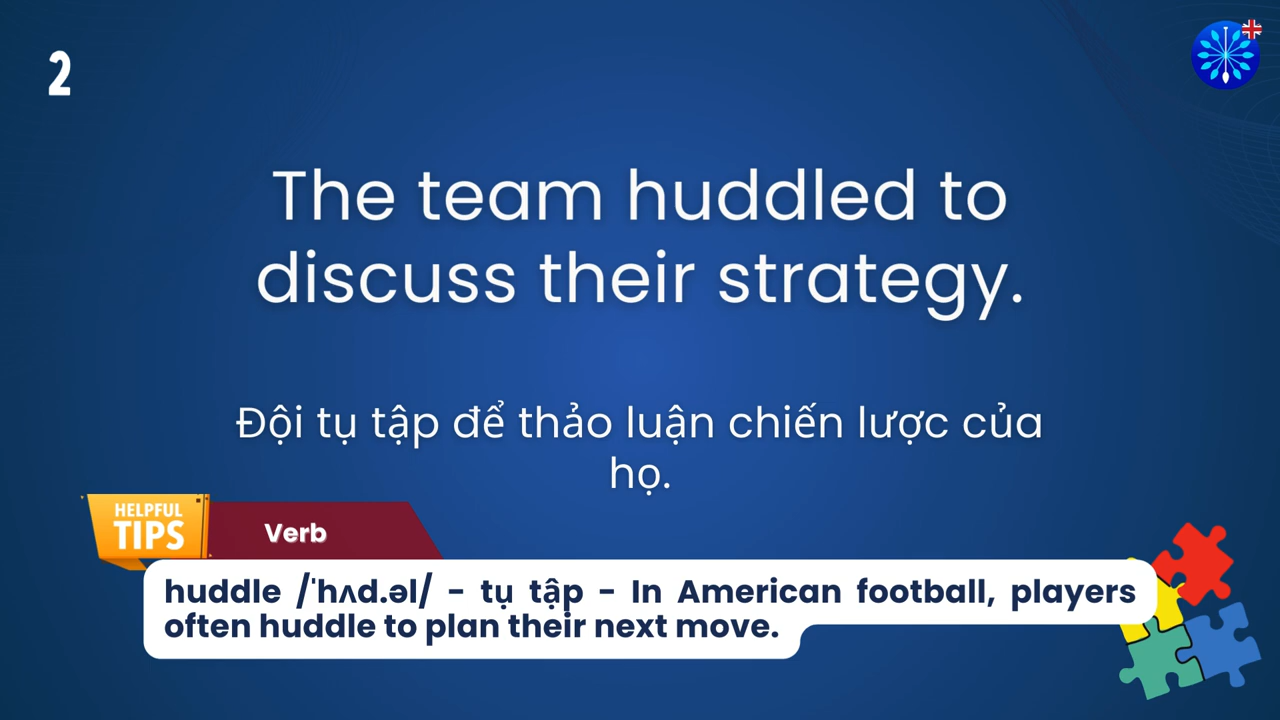 2
The team huddled to
discuss their strategy.
Đội tụ tập để thảo luận chiến lược của
họ.
HELPFUL
TIPS
Verb
huddle /ˈhʌd.əl/ - tụ tập - In American football, players
often huddle to plan their next move.